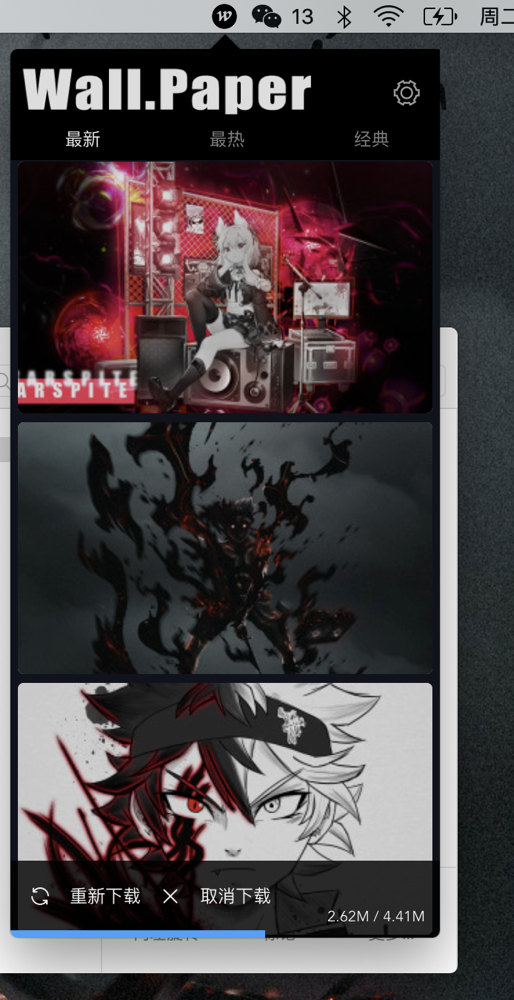 13 周二
Wall.Paper
最新 最热 经典
ARSPITE
ARSPITE
重新下载 取消下载
2.62M / 4.41M